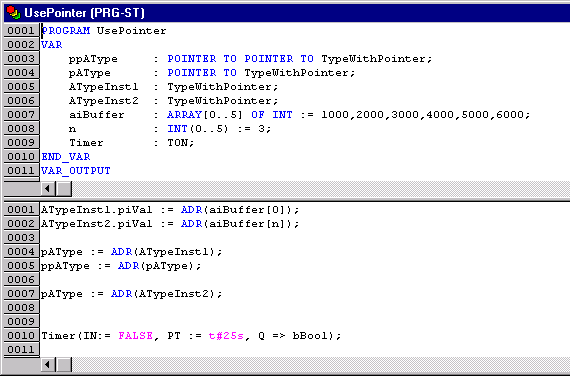 UsePointer (PRG-ST)
0001 PROGRAM UsePointer
0002 VAR
0003 ppAType : POINTER TO POINTER TO TypeWithPointer;
0004 pAType : POINTER TO TypeWithPointer;
0005 ATypeInst1 : TypeWithPointer;
0006 ATypeInst2 : TypeWithPointer;
0007 aiBuffer : ARRAY[0..5] OF INT := 1000,2000,3000,4000,5000,6000;
0008 n : INT(0..5) := 3;
0009 Timer : TON;
0010 END_VAR
0011 VAR_OUTPUT
0001 ATypeInst1.piVal := ADR(aiBuffer[0]);
0002 ATypeInst2.piVal := ADR(aiBuffer[n]);
0003
0004 pAType := ADR(ATypeInst1);
0005 ppAType := ADR(pAType);
0006
0007 pAType := ADR(ATypeInst2);
0008
0009
0010 Timer(IN:= FALSE, PT := t#25s, Q => bBool);
0011